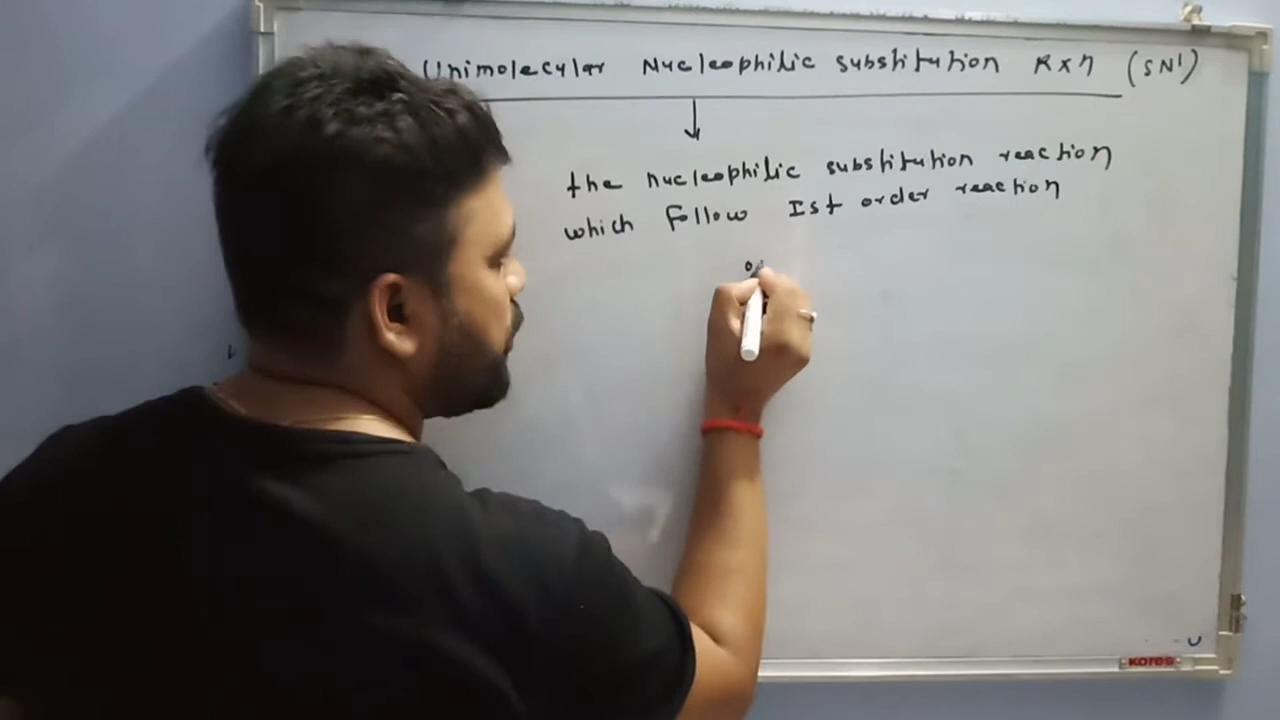 Unimolecular Nucleophilic substitution Rxn (SN1)
the nucleophilic substitution reaction
which follow Ist order reaction
KORES